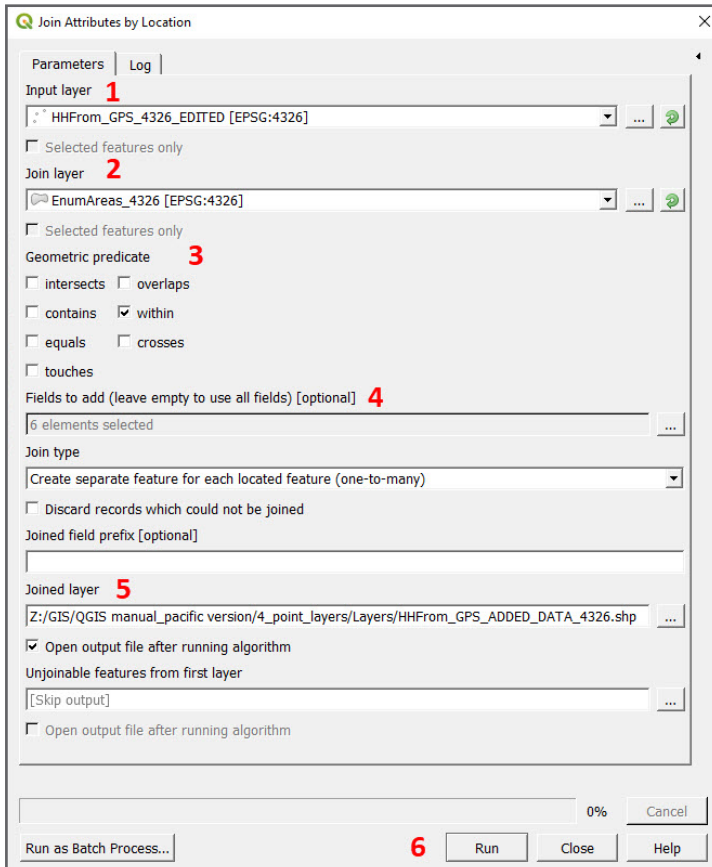 Join Attributes by Location
Parameters Log
Input layer 1
HHFrom_GPS_4326_EDITED [EPSG:4326] ...
Selected features only
Join layer 2
EnumAreas_4326 [EPSG:4326] ...
Selected features only
Geometric predicate 3
intersects overlaps
contains within
equals crosses
touches
Fields to add (leave empty to use all fields) [optional] 4
6 elements selected ...
Join type
Create separate feature for each located feature (one-to-many)
Discard records which could not be joined
Joined field prefix [optional]
Joined layer 5
Z:/GIS/QGIS manual_pacific version/4_point_layers/Layers/HHFrom_GPS_ADDED_DATA_4326.shp ...
Open output file after running algorithm
Unjoinable features from first layer
[Skip output] ...
Open output file after running algorithm
0% Cancel
Run as Batch Process... 6 Run Close Help